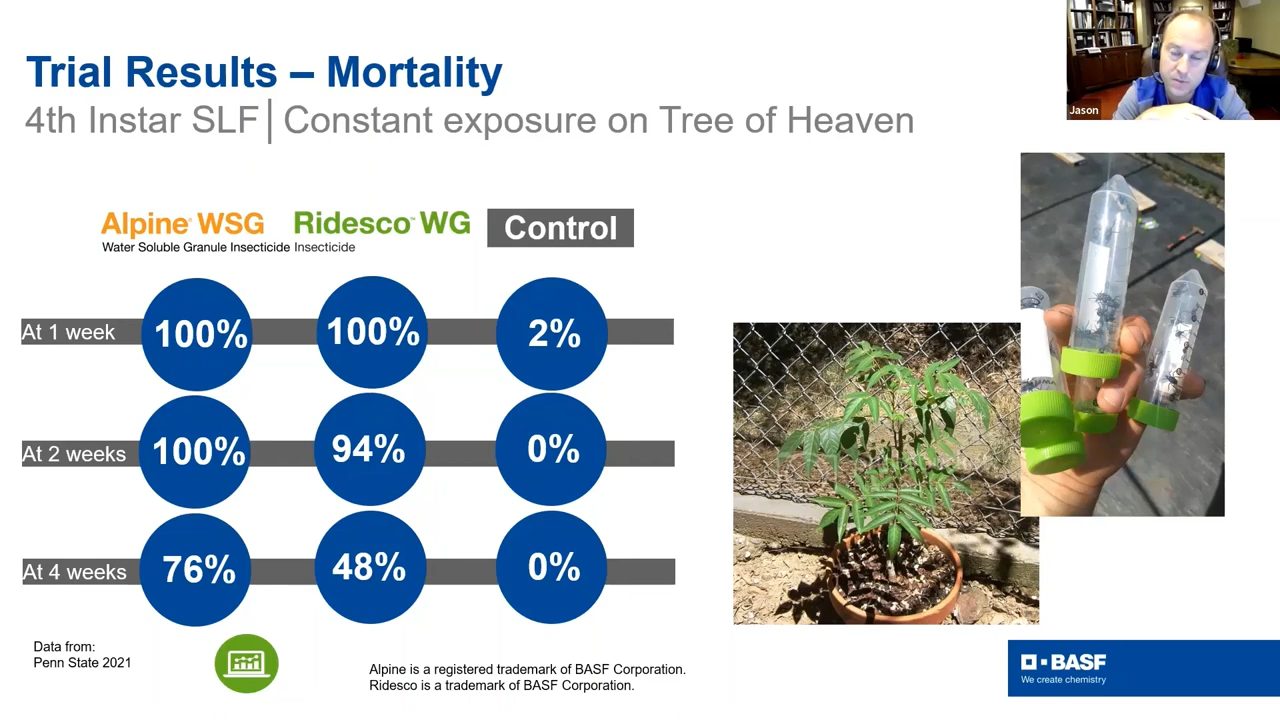 Trial Results – Mortality
4th Instar SLF│Constant exposure on Tree of Heaven
Jason
Alpine® WSG
Water Soluble Granule Insecticide
Ridesco™ WG
Insecticide
Control
At 1 week 100% 100% 2%
At 2 weeks 100% 94% 0%
At 4 weeks 76% 48% 0%
Data from:
Penn State 2021
Alpine is a registered trademark of BASF Corporation.
Ridesco is a trademark of BASF Corporation.
BASF
We create chemistry